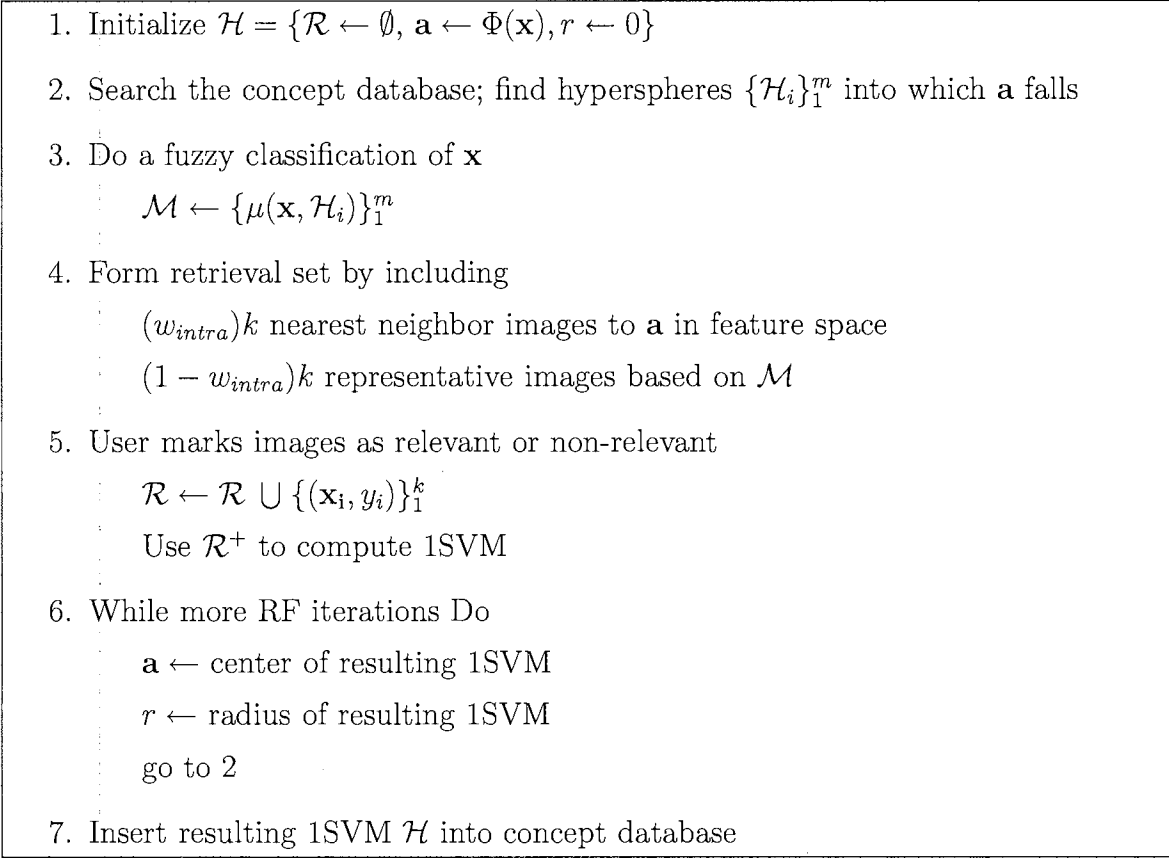 1. Initialize ℋ = {ℛ ← ∅, a ← Φ(x), r ← 0}
2. Search the concept database; find hyperspheres {ℋᵢ}₁ᵐ into which a falls
3. Do a fuzzy classification of x
ℳ ← {μ(x, ℋᵢ)}₁ᵐ
4. Form retrieval set by including
(w_{intra})k nearest neighbor images to a in feature space
(1 − w_{intra})k representative images based on ℳ
5. User marks images as relevant or non-relevant
ℛ ← ℛ ⋃ {(xᵢ, yᵢ)}₁ᵏ
Use ℛ⁺ to compute 1SVM
6. While more RF iterations Do
a ← center of resulting 1SVM
r ← radius of resulting 1SVM
go to 2
7. Insert resulting 1SVM ℋ into concept database